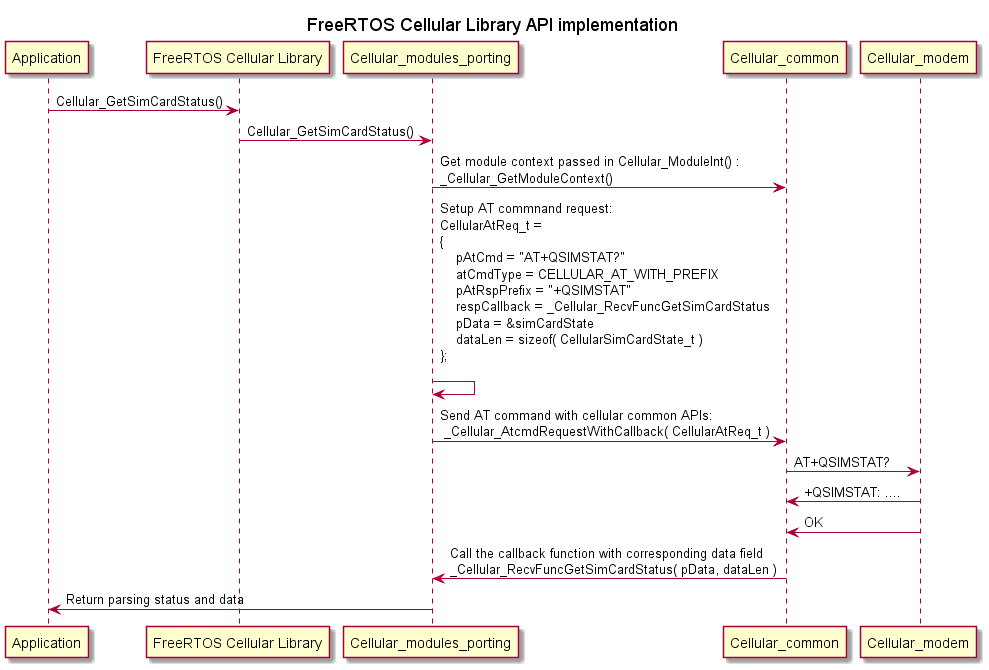 FreeRTOS Cellular Library API implementation
Application
FreeRTOS Cellular Library
Cellular_modules_porting
Cellular_common
Cellular_modem
Cellular_GetSimCardStatus()
Cellular_GetSimCardStatus()
Get module context passed in Cellular_ModuleInt() :
_Cellular_GetModuleContext()
Setup AT commnand request:
CellularAtReq_t =
{
pAtCmd = "AT+QSIMSTAT?"
atCmdType = CELLULAR_AT_WITH_PREFIX
pAtRspPrefix = "+QSIMSTAT"
respCallback = _Cellular_RecvFuncGetSimCardStatus
pData = &simCardState
dataLen = sizeof( CellularSimCardState_t )
};
Send AT command with cellular common APIs:
_Cellular_AtcmdRequestWithCallback( CellularAtReq_t )
AT+QSIMSTAT?
+QSIMSTAT: ....
OK
Call the callback function with corresponding data field
_Cellular_RecvFuncGetSimCardStatus( pData, dataLen )
Return parsing status and data
Application
FreeRTOS Cellular Library
Cellular_modules_porting
Cellular_common
Cellular_modem